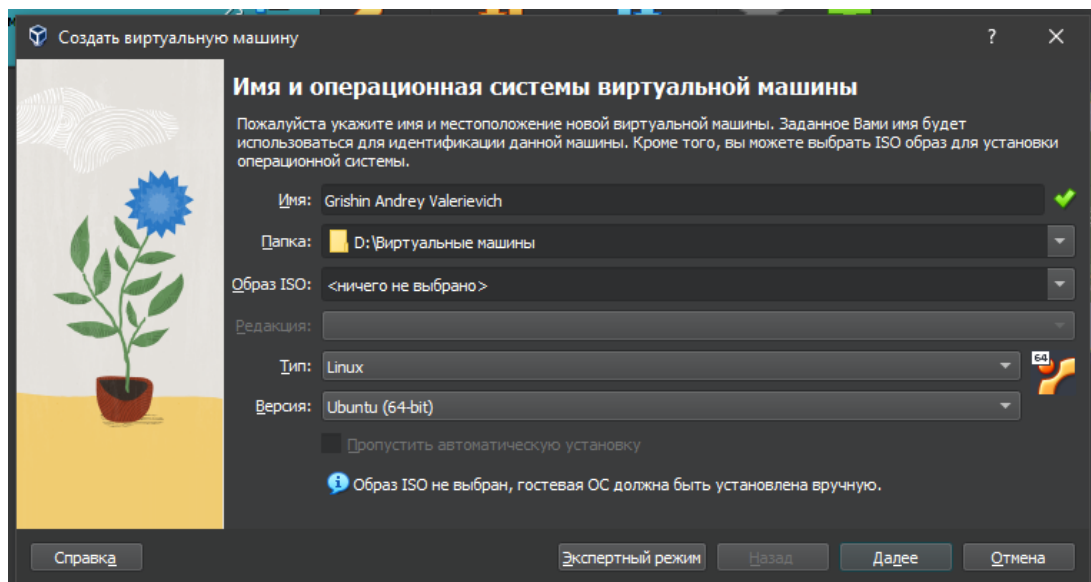 Создать виртуальную машину
?
Имя и операционная системы виртуальной машины
Пожалуйста укажите имя и местоположение новой виртуальной машины. Заданное Вами имя будет
использоваться для идентификации данной машины. Кроме того, вы можете выбрать ISO образ для установки
операционной системы.
Имя: Grishin Andrey Valerievich
Папка: D:\Виртуальные машины
Образ ISO: <ничего не выбрано>
Редакция:
Тип: Linux
64
Версия: Ubuntu (64-bit)
Пропустить автоматическую установку
Образ ISO не выбран, гостевая ОС должна быть установлена вручную.
Справка Экспертный режим Назад Далее Отмена